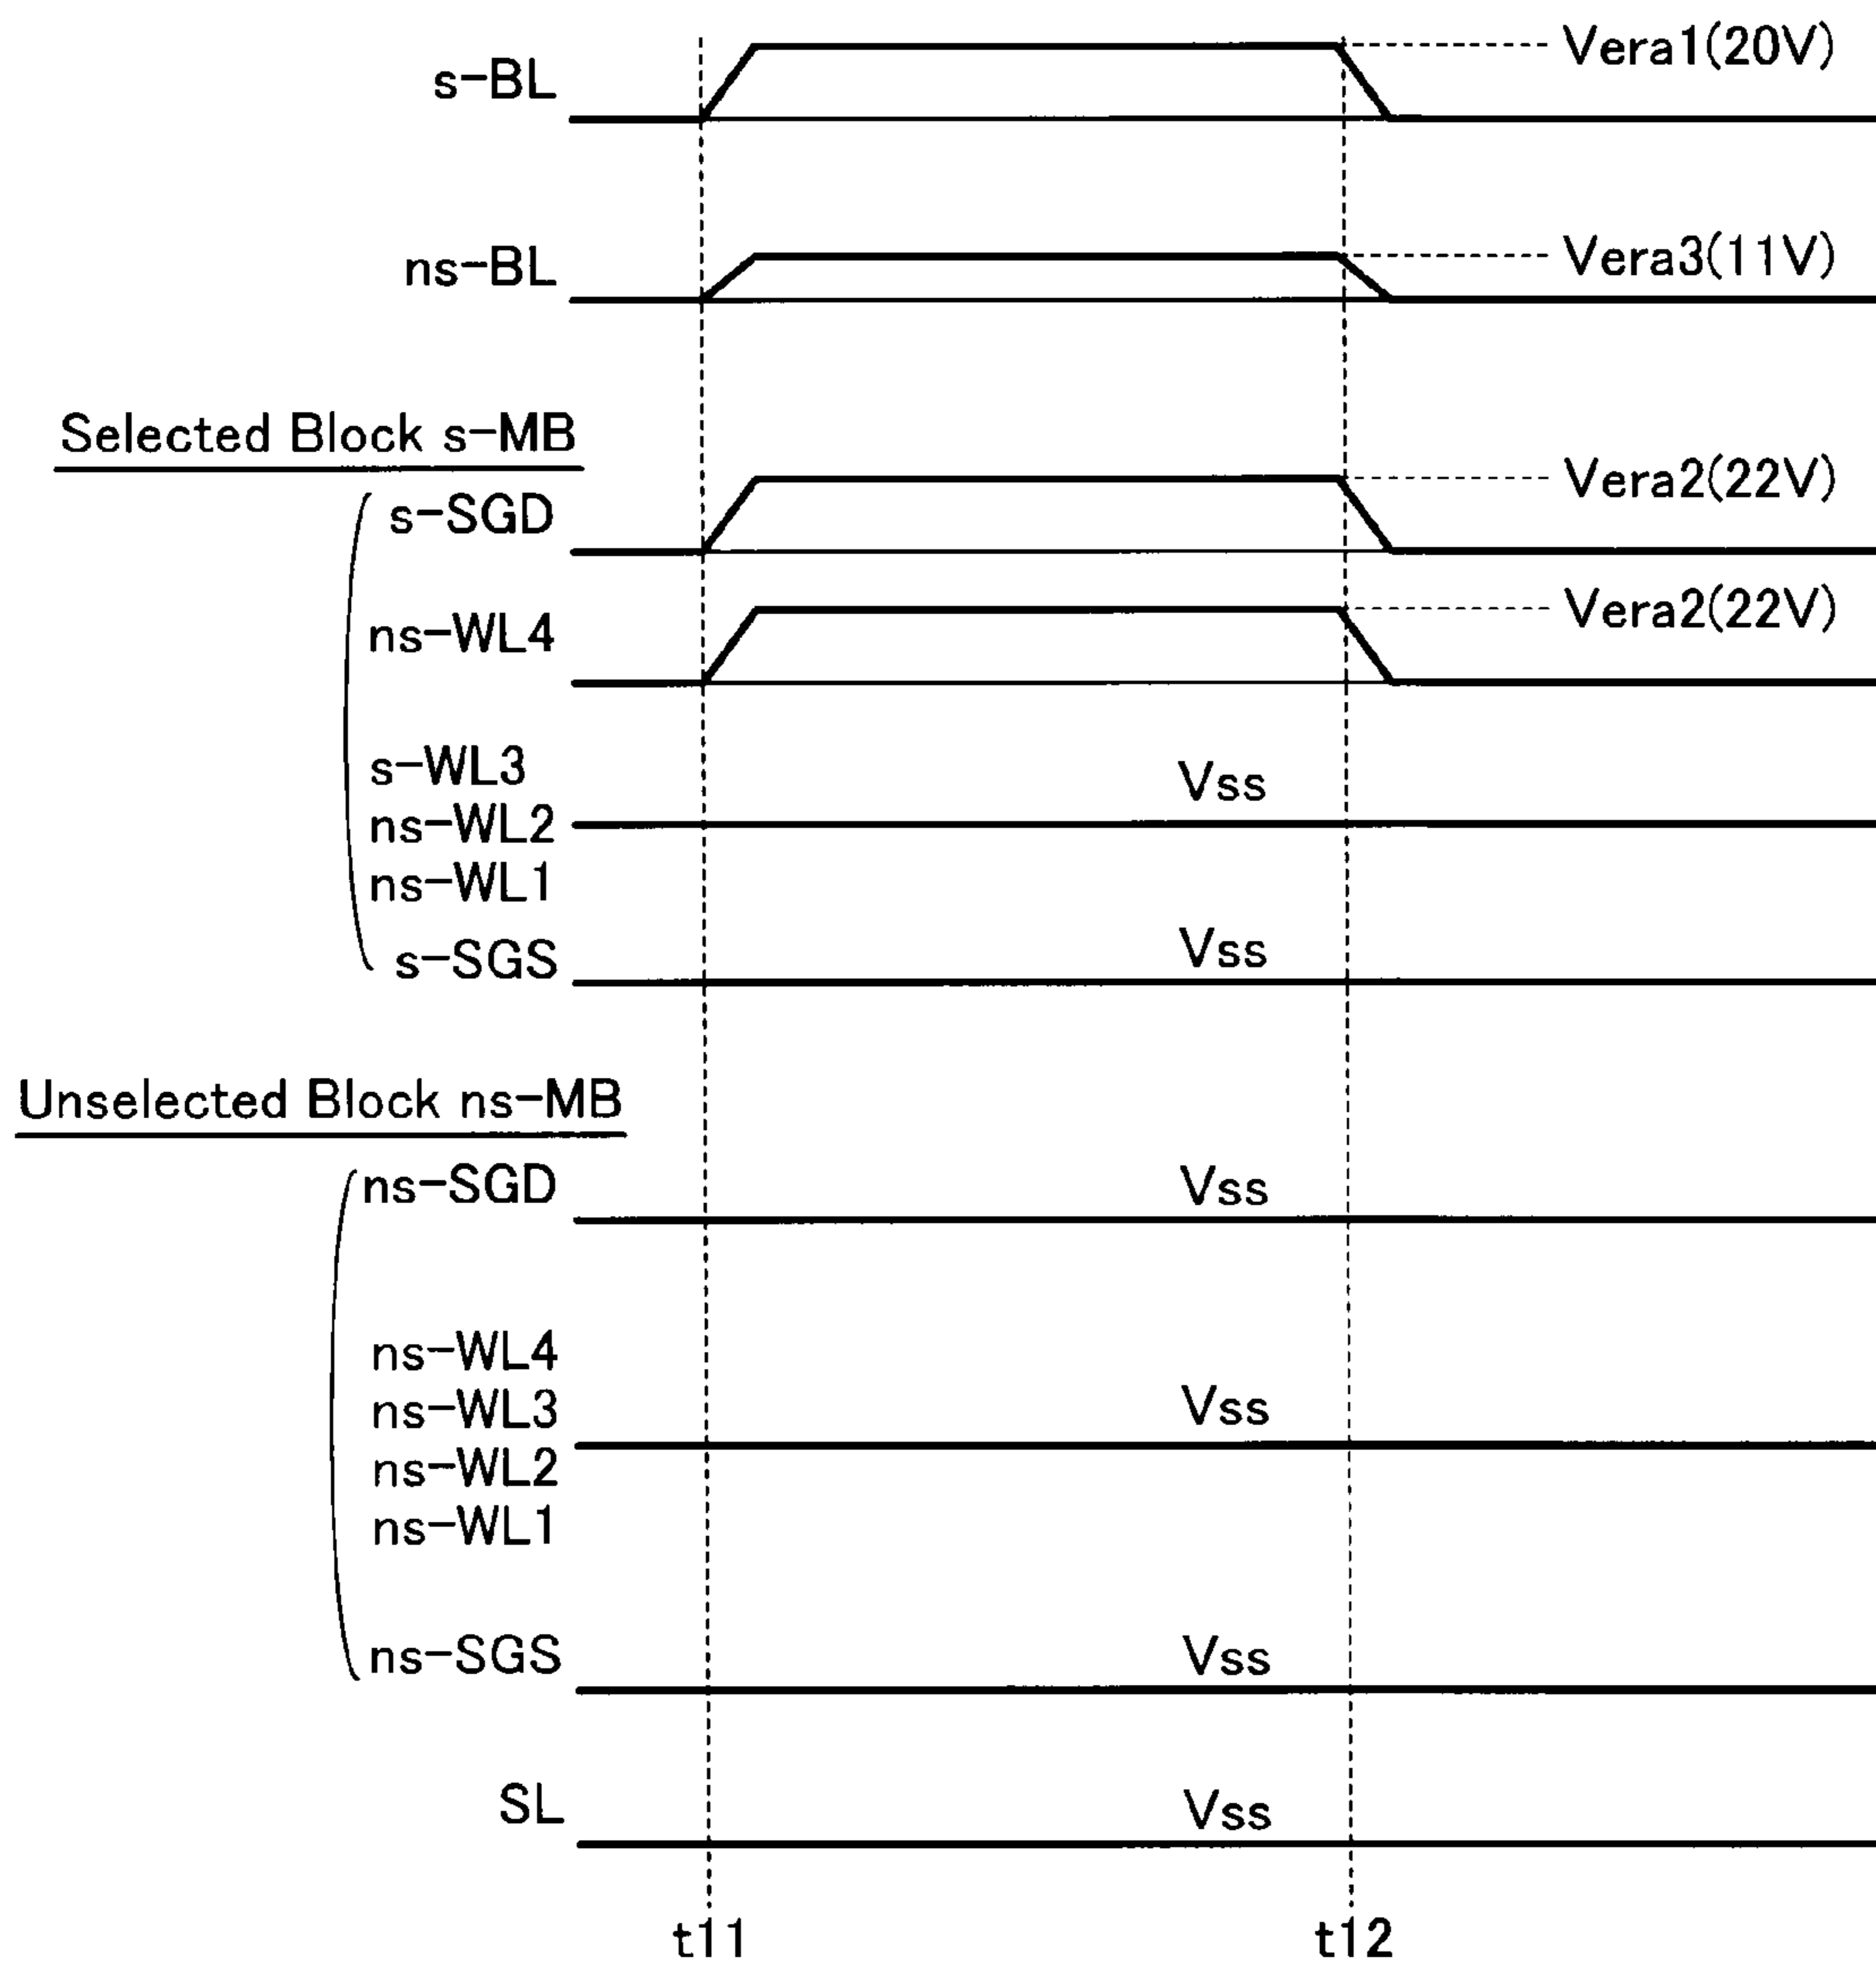 s-BL
Vera1(20V)
ns-BL
Vera3(11V)
Selected Block s-MB
s-SGD
Vera2(22V)
ns-WL4
Vera2(22V)
s-WL3
Vss
ns-WL2
ns-WL1
s-SGS
Vss
Unselected Block ns-MB
ns-SGD
Vss
ns-WL4
ns-WL3
Vss
ns-WL2
ns-WL1
ns-SGS
Vss
SL
Vss
t11
t12